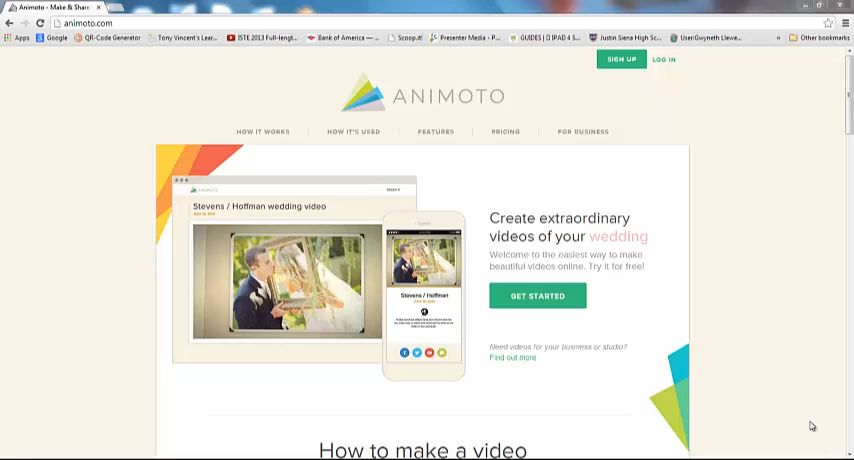 Animoto - Make & Share
animoto.com
Apps Google QR-Code Generator Tony Vincent's Lear... ISTE 2013 Full-lengt... Bank of America — ... Scoop.it! Presenter Media - P... GUIDES | IPAD 4 S... Justin Siena High Sc... User:Gwyneth Llewe... » Other bookmarks
SIGN UP LOG IN
ANIMOTO
HOW IT WORKS HOW IT'S USED FEATURES PRICING FOR BUSINESS
ANIMOTO
Stevens / Hoffman wedding video
Stevens / Hoffman
Create extraordinary
videos of your wedding
Welcome to the easiest way to make
beautiful videos online. Try it for free!
GET STARTED
Need videos for your business or studio?
Find out more
How to make a video